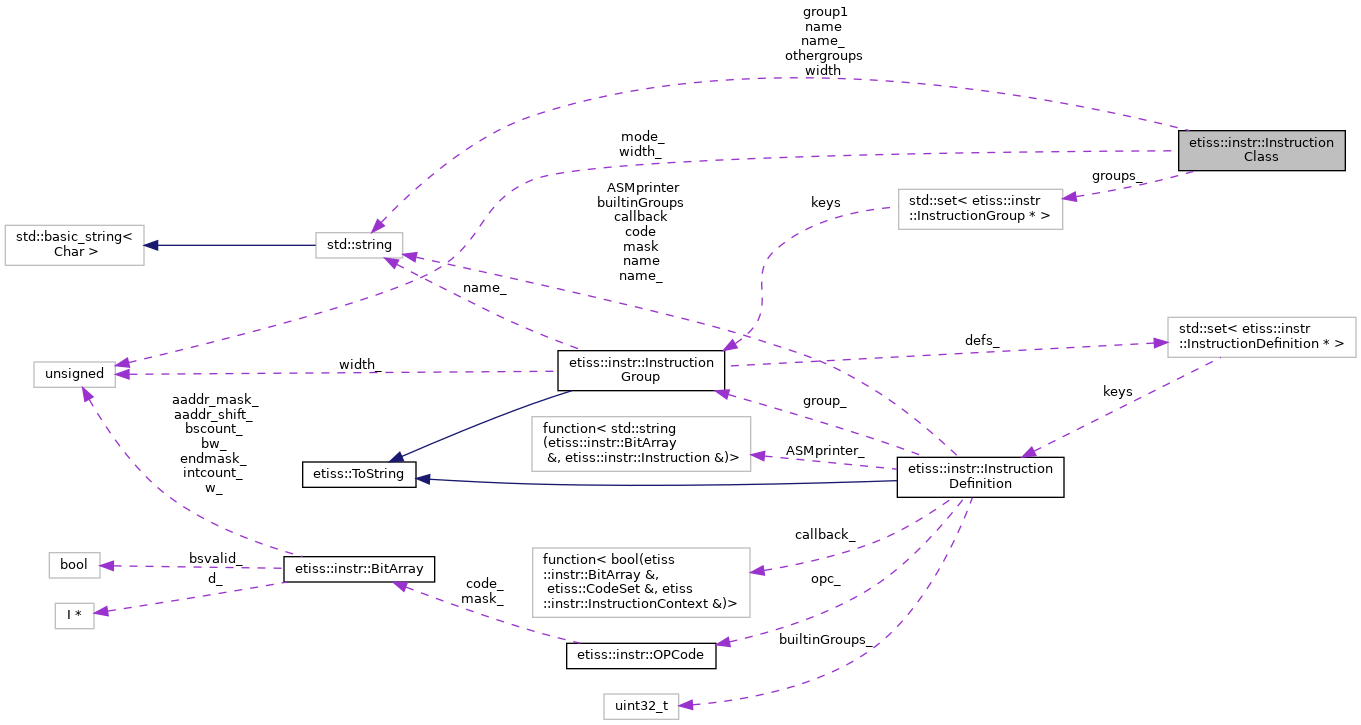 group1
name
name_
othergroups
width
mode_
width_
etiss::instr::Instruction
Class
groups_
ASMprinter
builtinGroups
callback
code
mask
name
name_
keys
std::set< etiss::instr
::InstructionGroup * >
std::basic_string<
Char >
std::string
name_
defs_
std::set< etiss::instr
::InstructionDefinition * >
unsigned
width_
etiss::instr::Instruction
Group
keys
aaddr_mask_
aaddr_shift_
bscount_
bw_
endmask_
intcount_
w_
group_
function< std::string
(etiss::instr::BitArray
&, etiss::instr::Instruction &)>
ASMprinter_
etiss::ToString
etiss::instr::Instruction
Definition
callback_
bool
bsvalid_
etiss::instr::BitArray
function< bool(etiss
::instr::BitArray &,
etiss::CodeSet &, etiss
::instr::InstructionContext &)>
d_
I *
code_
mask_
opc_
etiss::instr::OPCode
builtinGroups_
uint32_t